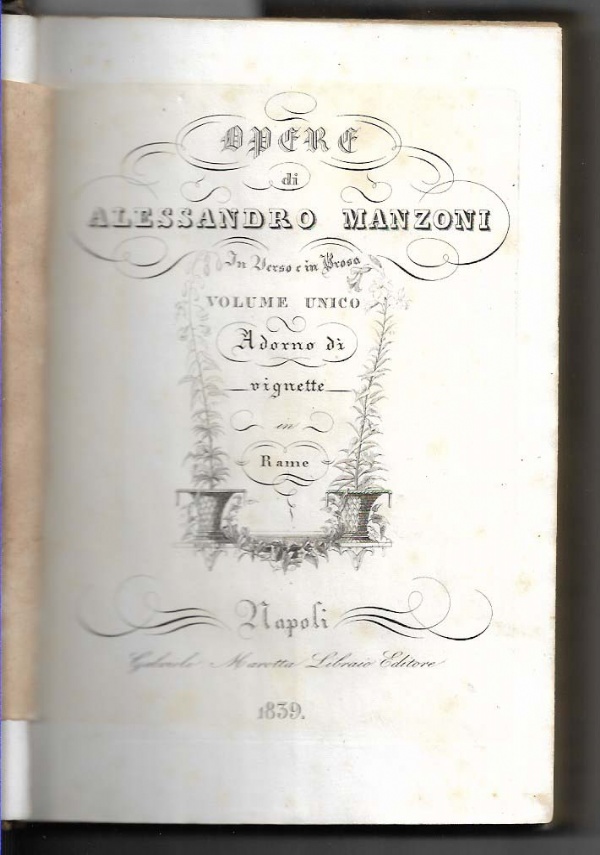 OPERE
di
ALESSANDRO MANZONI
In Verso e in Prosa
VOLUME UNICO
Adorno di
vignette
in
Rame
Napoli
Gabriele Marotta Libraio Editore
1839.